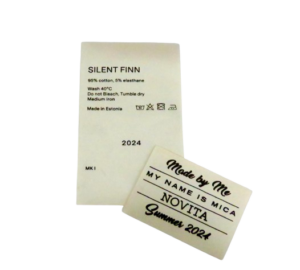 SILENT FINN
95% cotton, 5% elasthane
Wash 40°C
Do not Bleach, Tumble dry
Medium iron
Made in Estonia
2024
MK I
Made by Me
MY NAME IS MICA
NOVITA
Summer 2024